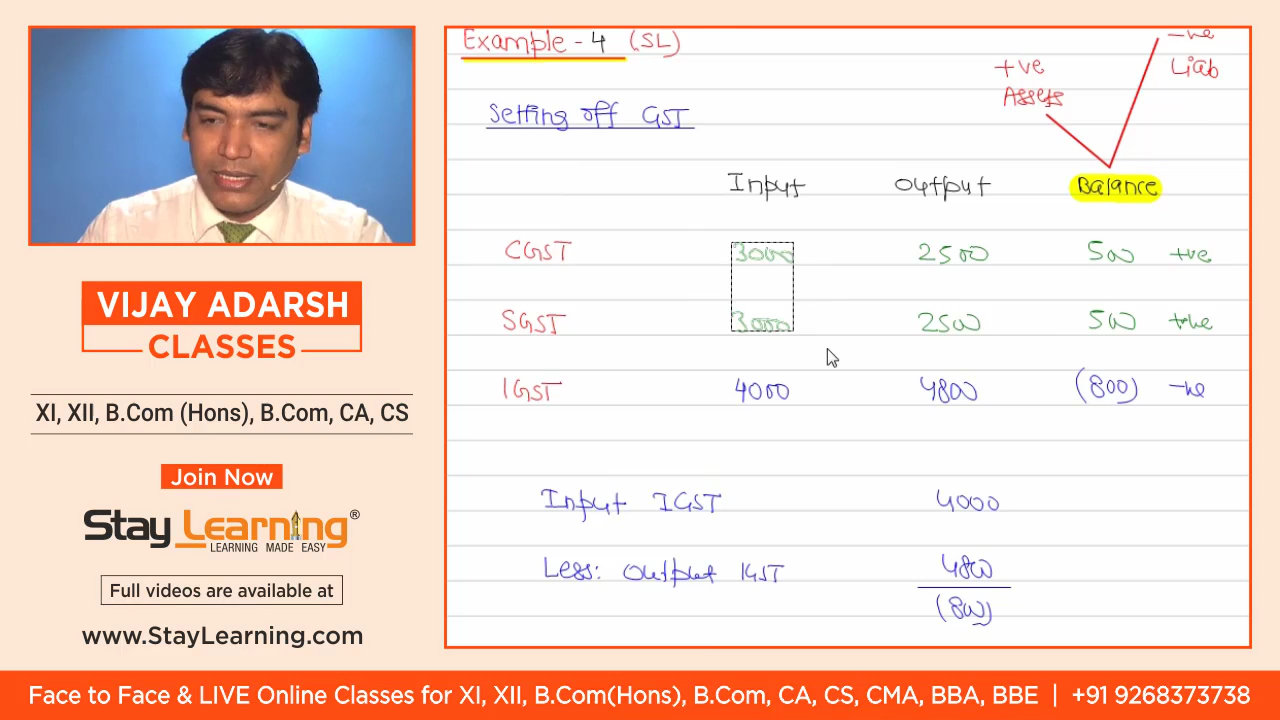 Example - 4 (SL)
-ve
Liab
+ve
Assets
Setting off GST
Input Output Balance
CGST 3000 2500 500 +ve
SGST 3000 2500 500 +ve
IGST 4000 4800 (800) -ve
Input IGST 4000
Less: Output IGST 4800
(800)
VIJAY ADARSH
CLASSES
XI, XII, B.Com (Hons), B.Com, CA, CS
Join Now
Stay Learning®
LEARNING MADE EASY
Full videos are available at
www.StayLearning.com
Face to Face & LIVE Online Classes for XI, XII, B.Com(Hons), B.Com, CA, CS, CMA, BBA, BBE | +91 9268373738